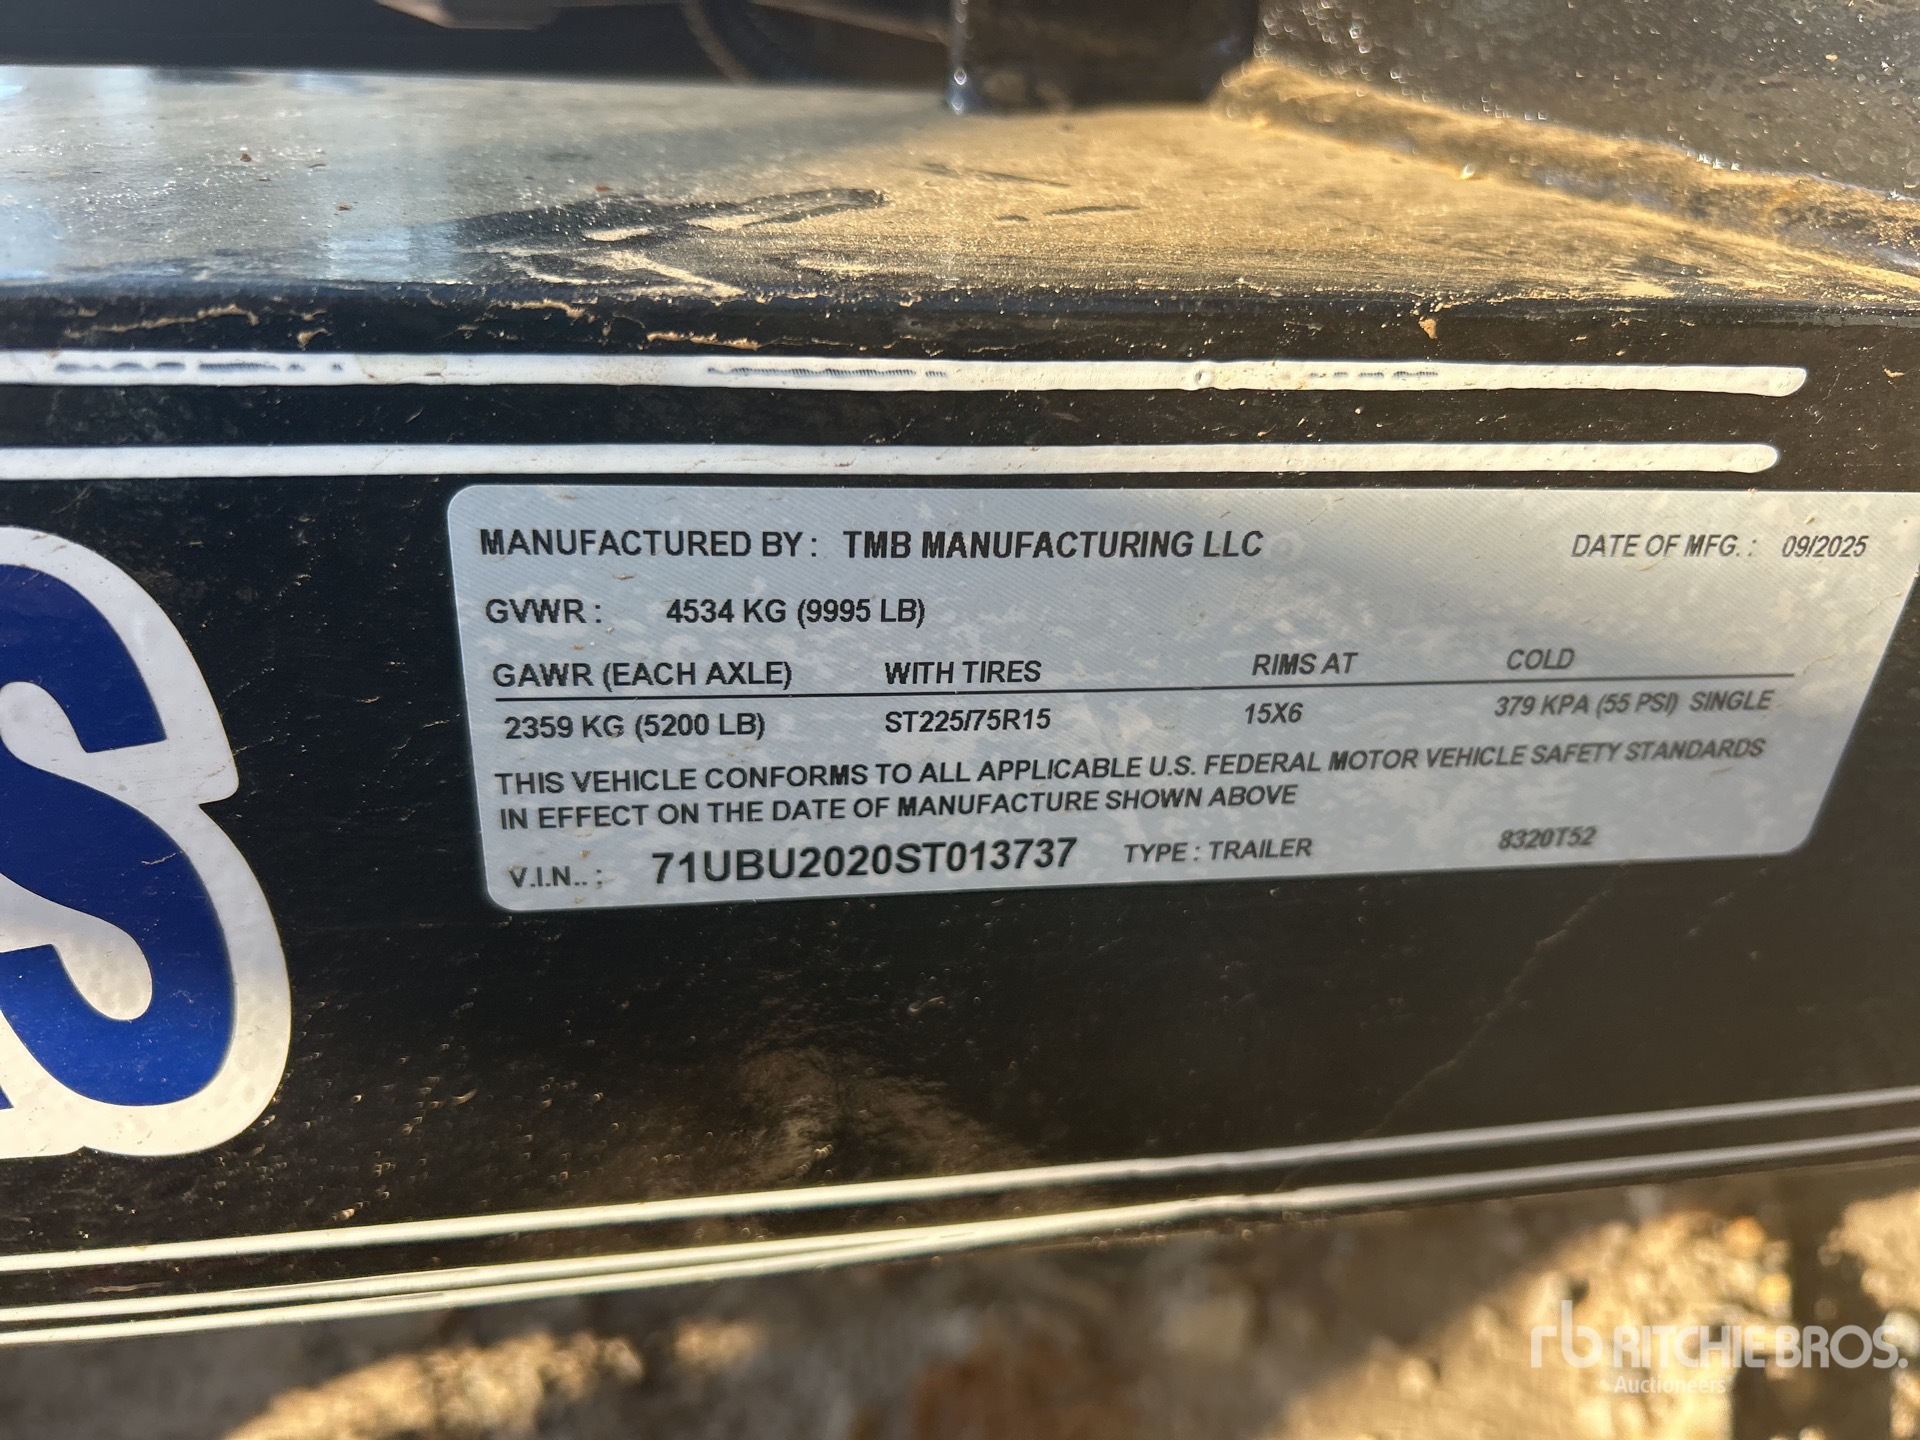 MANUFACTURED BY : TMB MANUFACTURING LLC DATE OF MFG. : 09/2025
GVWR : 4534 KG (9995 LB)
GAWR (EACH AXLE) WITH TIRES RIMS AT COLD
2359 KG (5200 LB) ST225/75R15 15X6 379 KPA (55 PSI) SINGLE
THIS VEHICLE CONFORMS TO ALL APPLICABLE U.S. FEDERAL MOTOR VEHICLE SAFETY STANDARDS
IN EFFECT ON THE DATE OF MANUFACTURE SHOWN ABOVE
V.I.N.. : 71UBU2020ST013737 TYPE : TRAILER 8320T52
S
rb RITCHIE BROS.
Auctioneers